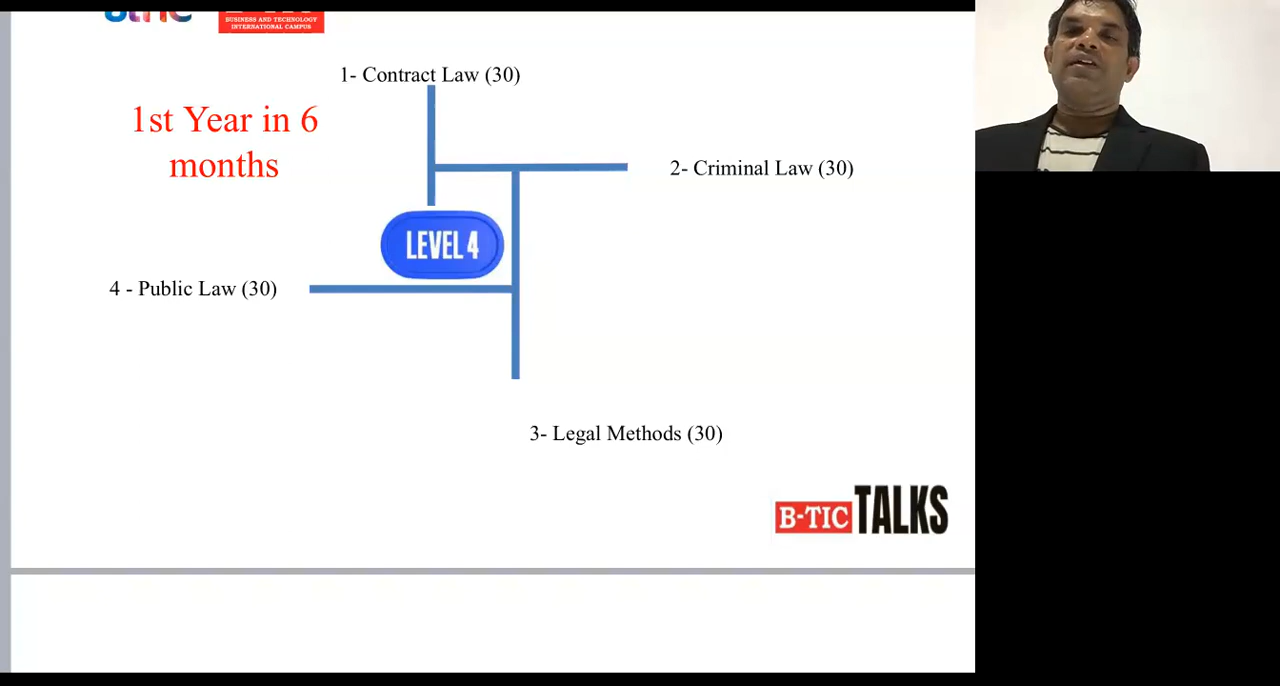 BUSINESS AND TECHNOLOGY
INTERNATIONAL CAMPUS
1- Contract Law (30)
1st Year in 6
months
2- Criminal Law (30)
LEVEL 4
4 - Public Law (30)
3- Legal Methods (30)
B-TIC TALKS